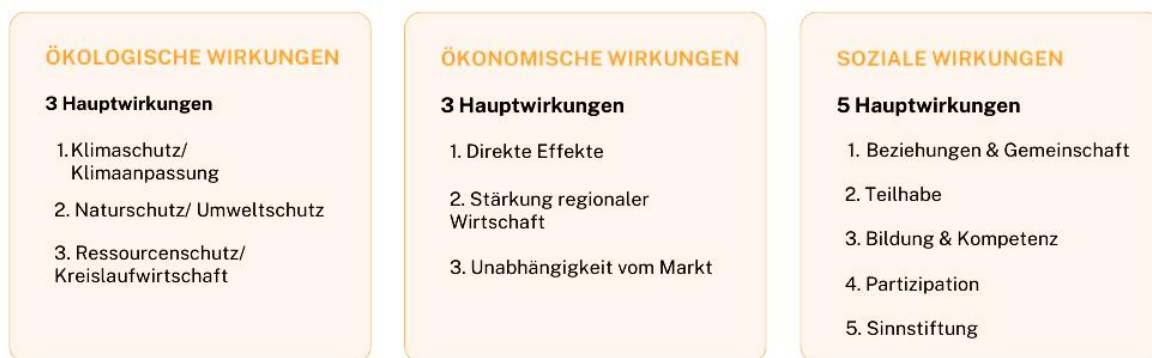 ÖKOLOGISCHE WIRKUNGEN
3 Hauptwirkungen
1. Klimaschutz/
Klimaanpassung
2. Naturschutz/ Umweltschutz
3. Ressourcenschutz/
Kreislaufwirtschaft
ÖKONOMISCHE WIRKUNGEN
3 Hauptwirkungen
1. Direkte Effekte
2. Stärkung regionaler
Wirtschaft
3. Unabhängigkeit vom Markt
SOZIALE WIRKUNGEN
5 Hauptwirkungen
1. Beziehungen & Gemeinschaft
2. Teilhabe
3. Bildung & Kompetenz
4. Partizipation
5. Sinnstiftung